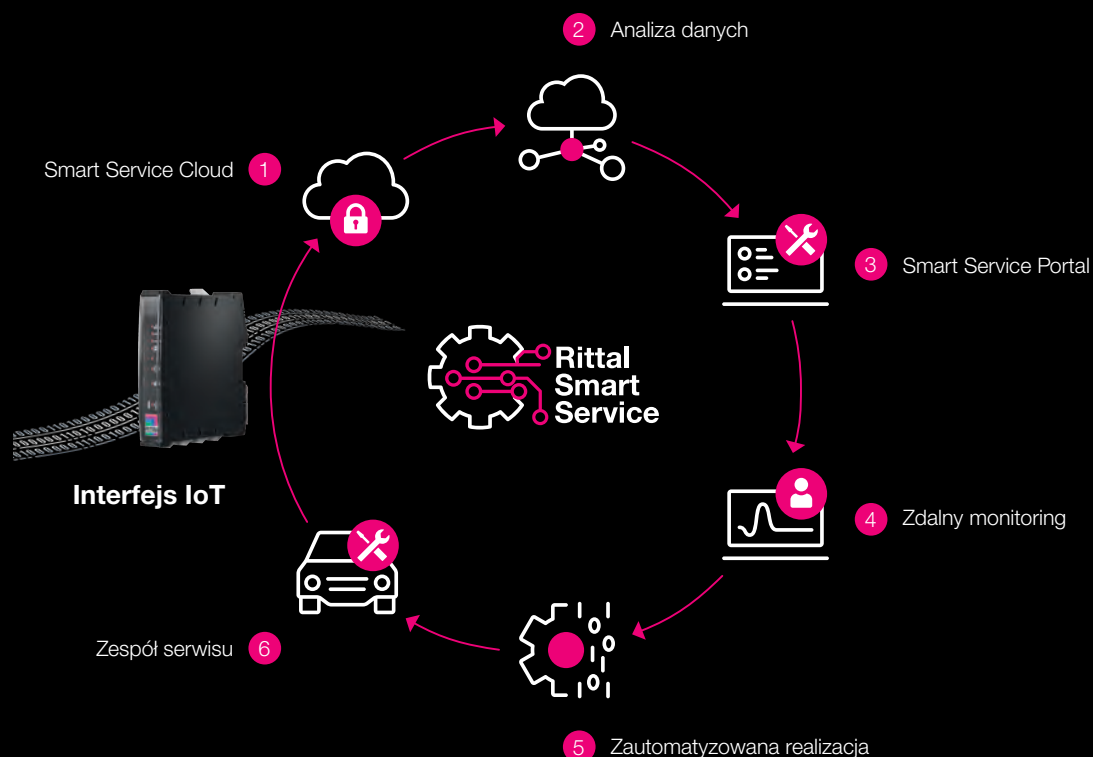 2 Analiza danych
Smart Service Cloud 1
3 Smart Service Portal
Rittal
Smart
Service
Interfejs IoT
4 Zdalny monitoring
Zespół serwisu 6
5 Zautomatyzowana realizacja